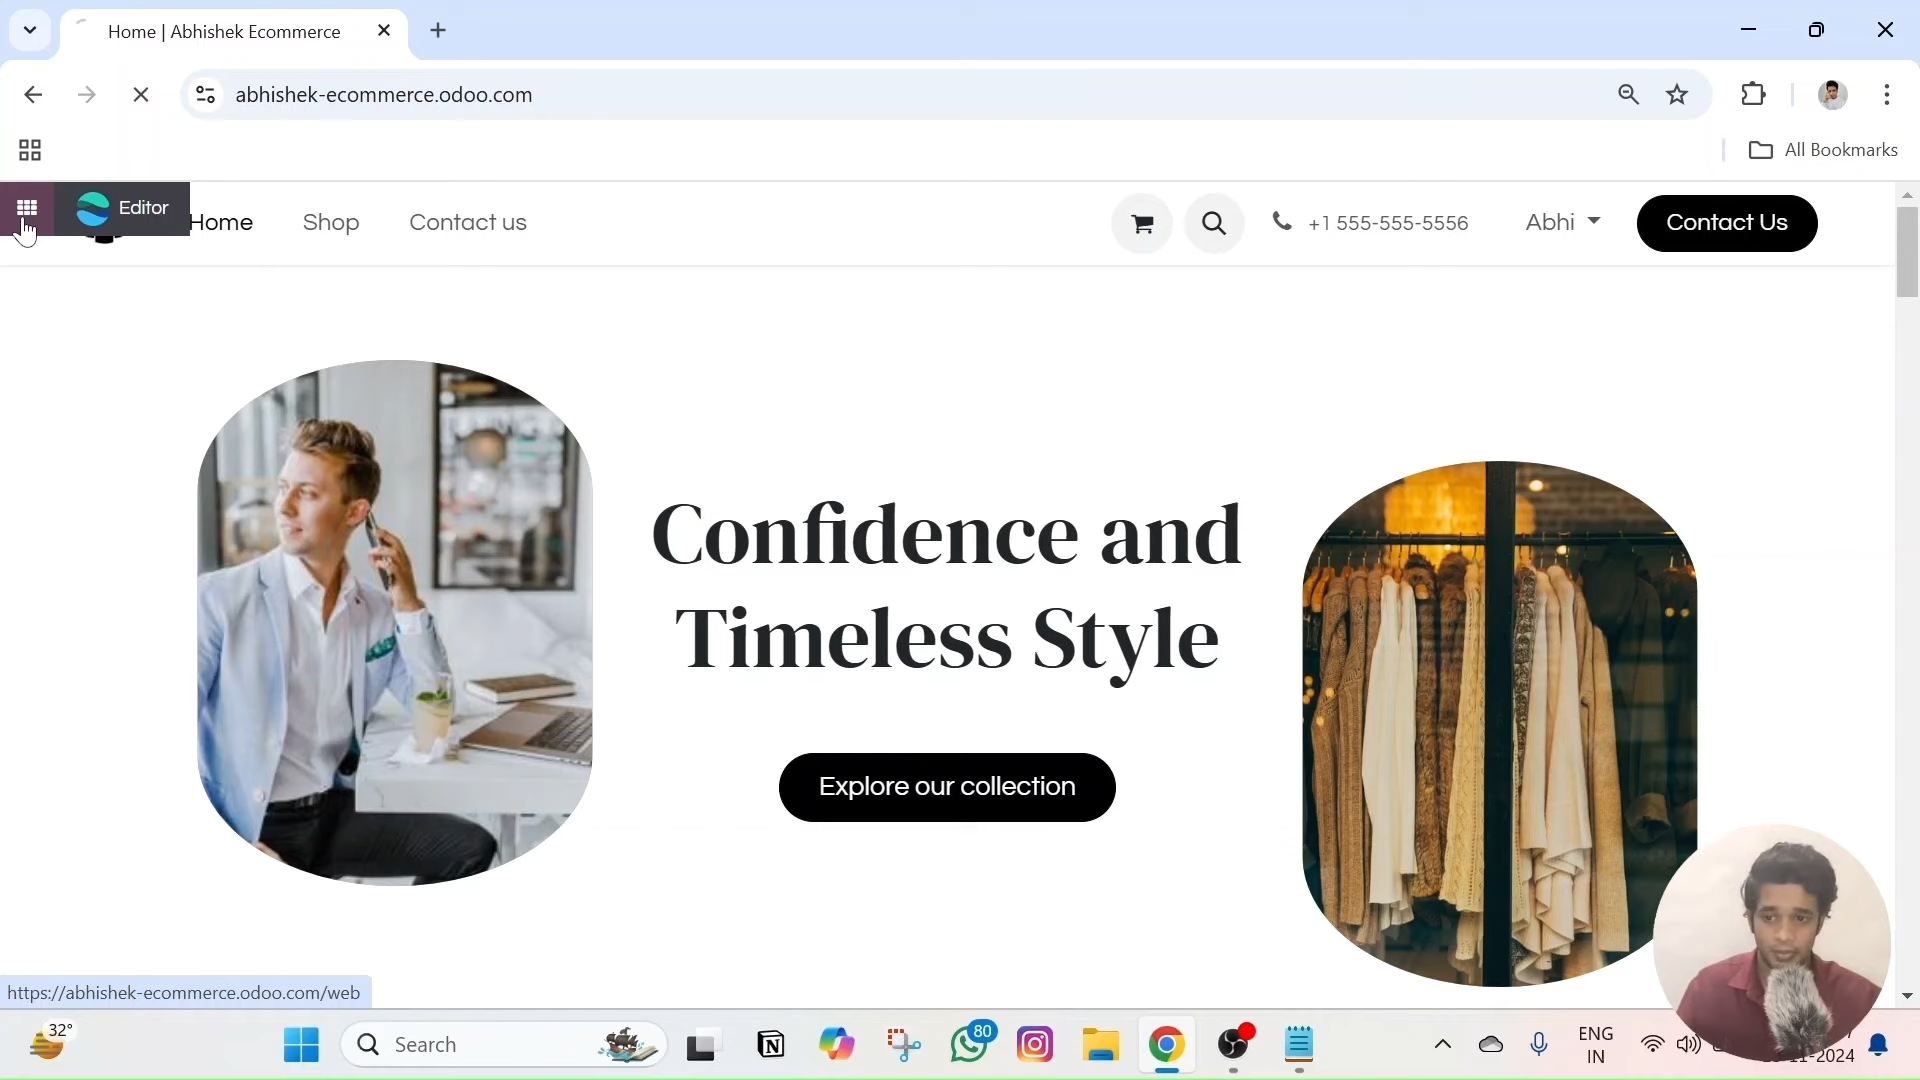 Home | Abhishek Ecommerce
abhishek-ecommerce.odoo.com
All Bookmarks
Editor
Home
Shop
Contact us
+1 555-555-5556
Abhi
Contact Us
Confidence and
Timeless Style
Explore our collection
https://abhishek-ecommerce.odoo.com/web
32°
Search
80
ENG
IN
11-2024